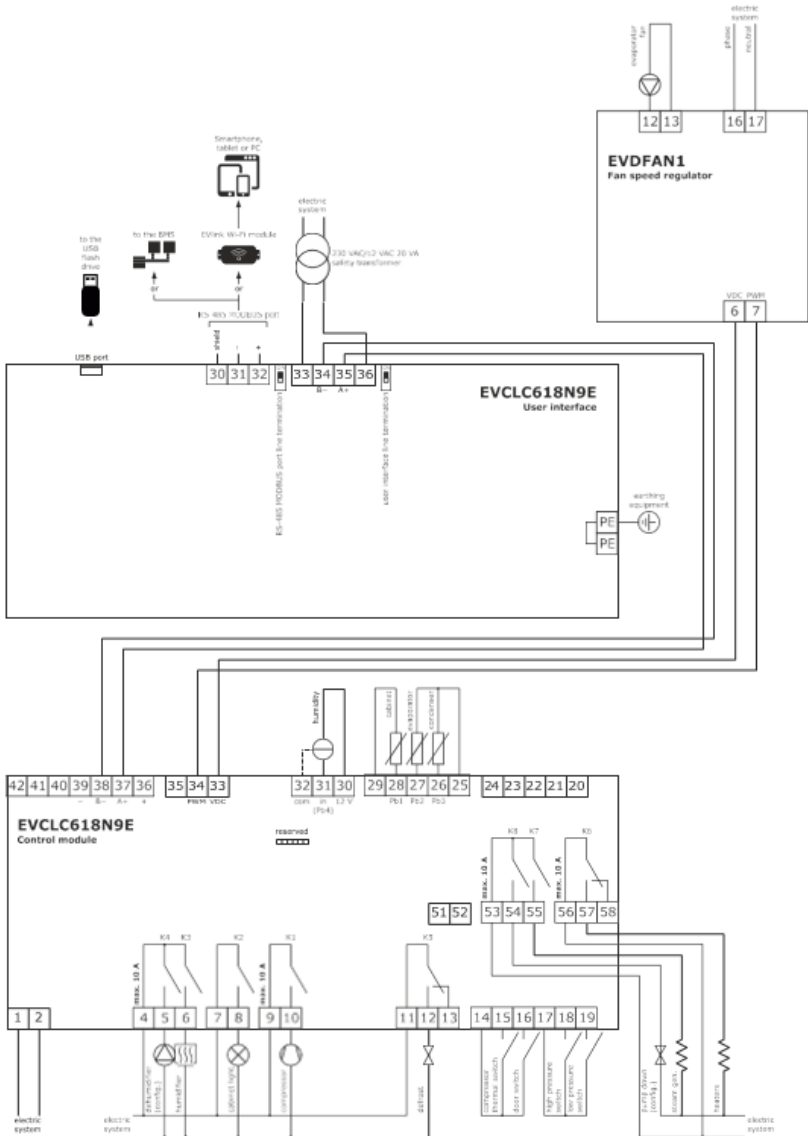 electric
system
evaporator
fan
phase
neutral
12 13
16 17
EVDFAN1
Fan speed regulator
VDC PWM
6 7
Smartphone,
tablet or PC
electric
system
to the
USB
flash
drive
to the BMS
EVlink Wi-Fi module
230 VAC/12 VAC 20 VA
safety transformer
or
or
RS-485 MODBUS port
shield
-
+
USB port
30 31 32
33 34 35 36
B-
A+
RS-485 MODBUS port line termination
user interface line termination
EVCLC618N9E
User interface
earthing
equipment
PE
PE
humidity
cabinet
evaporator
condenser
42 41 40 39 38 37 36
- B- A+ +
35 34 33
PWM VDC
32 31 30
com in 12 V
(Pb4)
29 28 27 26 25
Pb1 Pb2 Pb3
24 23 22 21 20
EVCLC618N9E
Control module
reserved
K8
K7
K6
max. 10 A
max. 10 A
51 52
53 54 55
56 57 58
K4
K3
K2
K1
K5
max. 10 A
max. 10 A
1 2
4 5 6
7 8
9 10
11 12 13
14 15 16 17 18 19
dehumidifier
(config.)
humidifier
cabinet light
compressor
defrost
compressor
thermal switch
door switch
high pressure
switch
low pressure
switch
pump down
(config.)
steam gen.
heaters
electric
system
electric
system